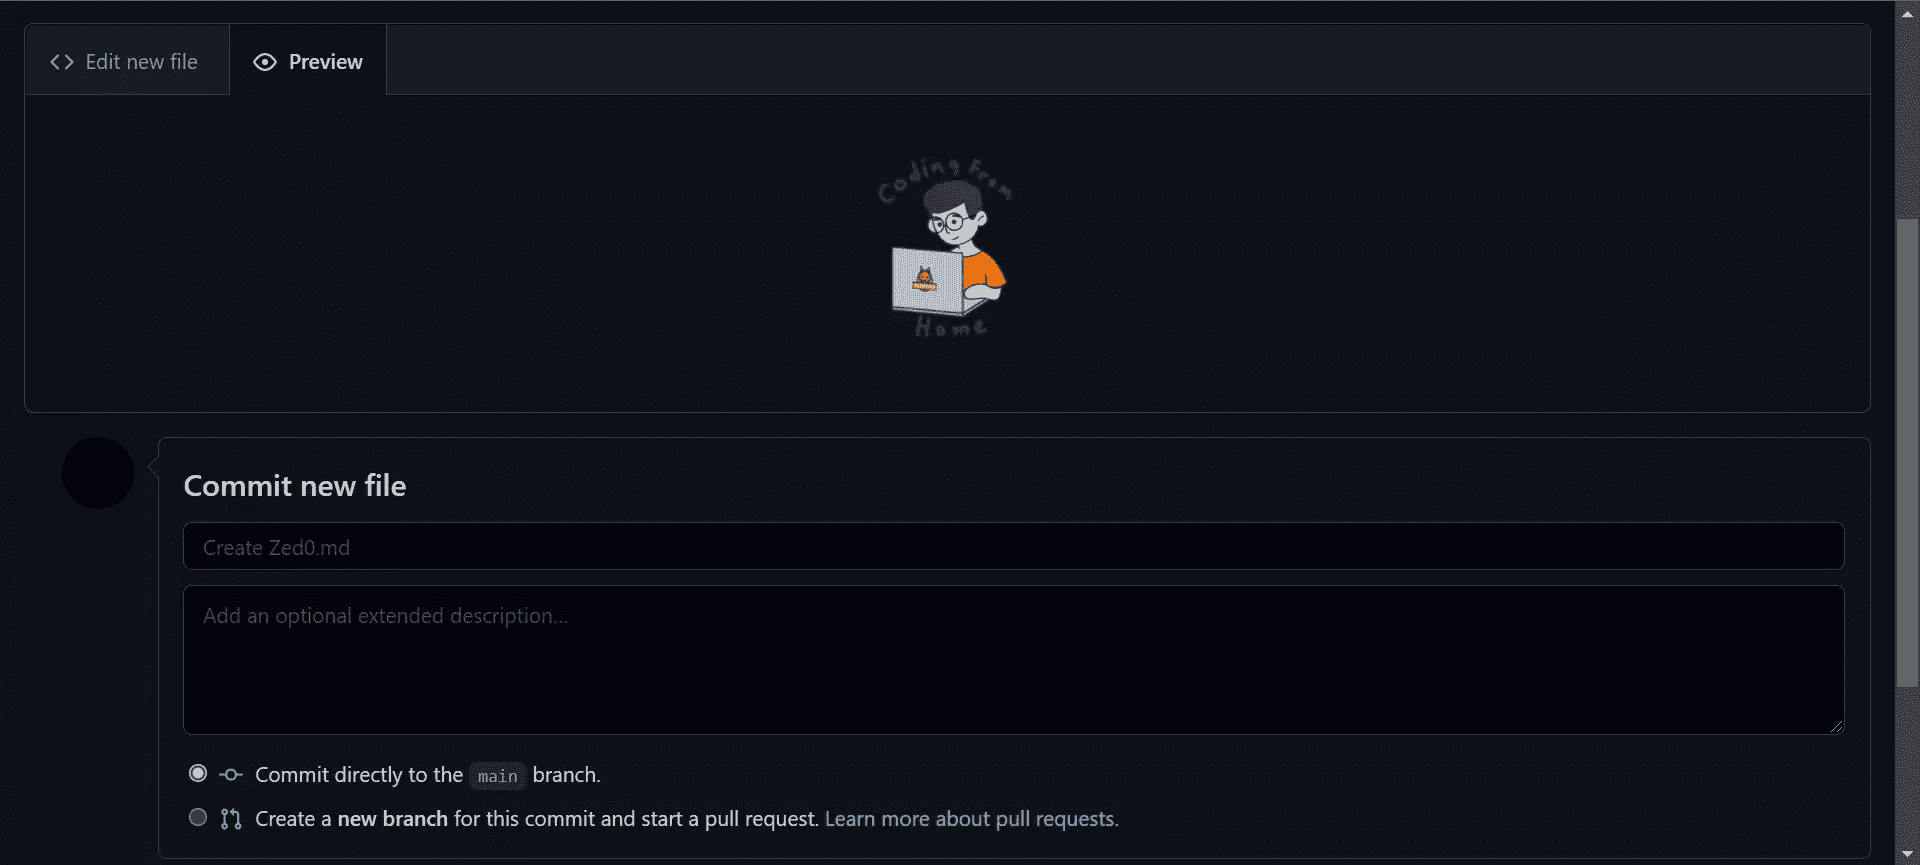 Edit new file
Preview
Coding From
Home
Commit new file
Create Zed0.md
Add an optional extended description...
Commit directly to the main branch.
Create a new branch for this commit and start a pull request. Learn more about pull requests.